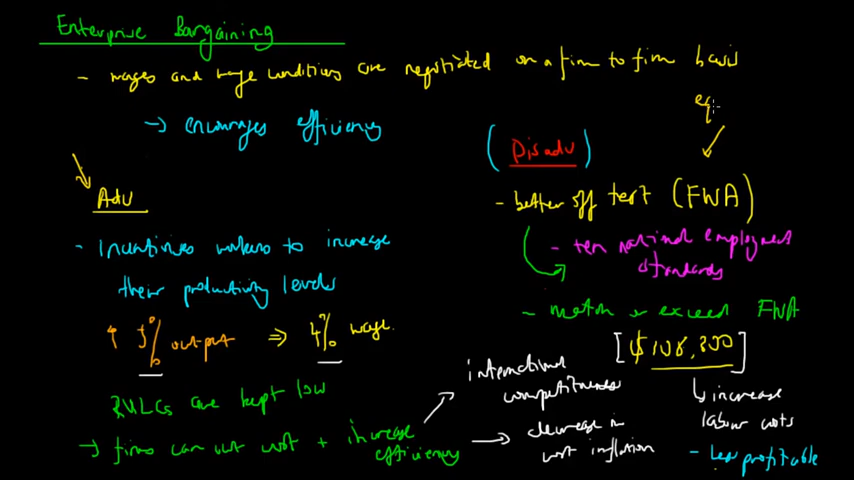 Enterprise Bargaining
- wages and wage conditions are negotiated on a firm to firm basis
→ encourages efficiency
eq
(Disadv)
Adv
- better off test (FWA)
- Incentivises workers to increase
their productivity levels
- ten national employment
standards
- match or exceed FWA
↑ 5% output ⇒ 4% wage.
[$108,300]
RULCs are kept low
→ firms can cut cost + increase
efficiency
international
competitiveness
→ decrease in
cost inflation
↳ increase
labour costs
- less profitable